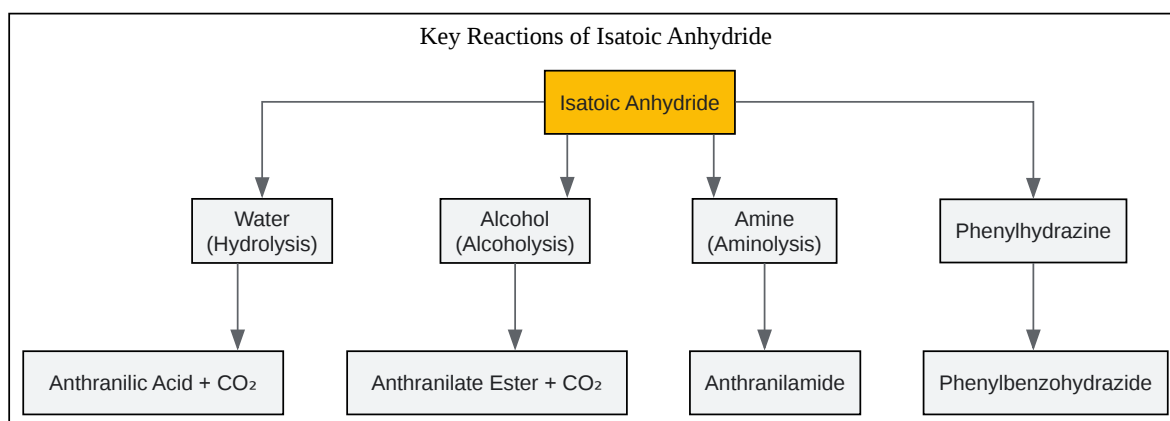 Key Reactions of Isatoic Anhydride
Isatoic Anhydride
Water
(Hydrolysis)
Alcohol
(Alcoholysis)
Amine
(Aminolysis)
Phenylhydrazine
Anthranilic Acid + CO₂
Anthranilate Ester + CO₂
Anthranilamide
Phenylbenzohydrazide